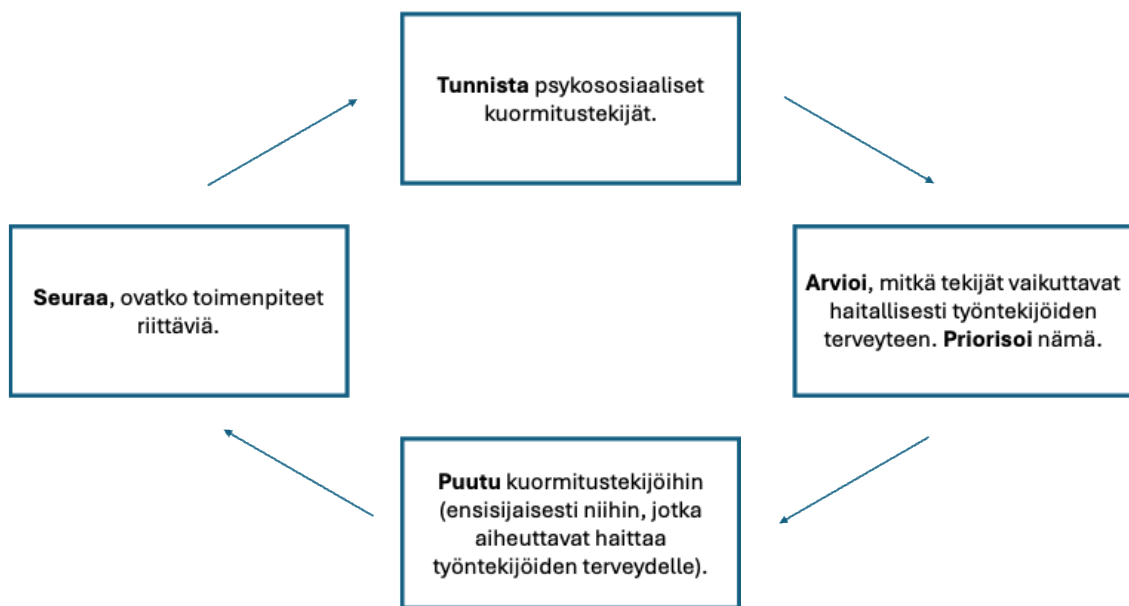 Tunnista psykososiaaliset
kuormitustekijät.
Seuraa, ovatko toimenpiteet
riittäviä.
Arvioi, mitkä tekijät vaikuttavat
haitallisesti työntekijöiden
terveyteen. Priorisoi nämä.
Puutu kuormitustekijöihin
(ensisijaisesti niihin, jotka
aiheuttavat haittaa
työntekijöiden terveydelle).